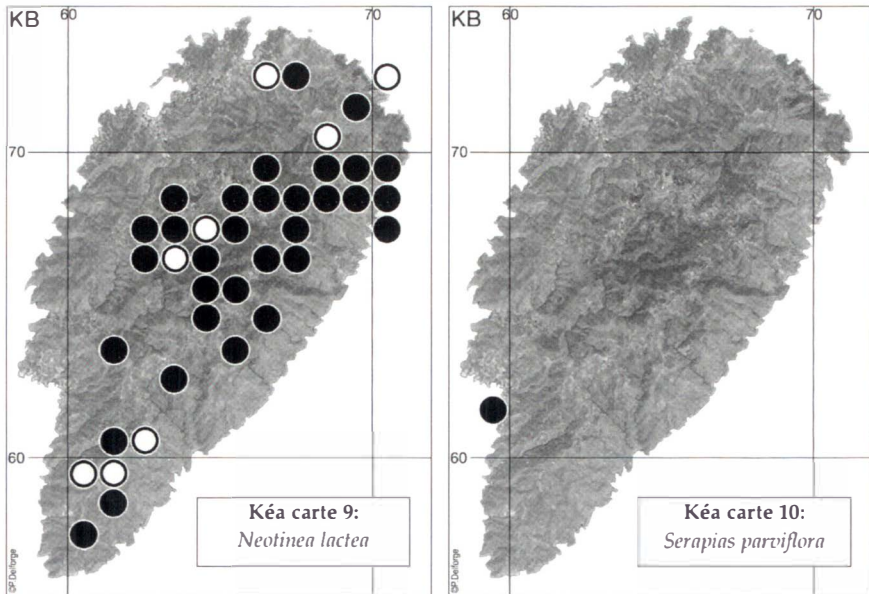 KB
60
70
70
60
Kéa carte 9:
Neotinea lactea
©P.Delforge
KB
60
70
70
60
Kéa carte 10:
Serapias parviflora
©P.Delforge